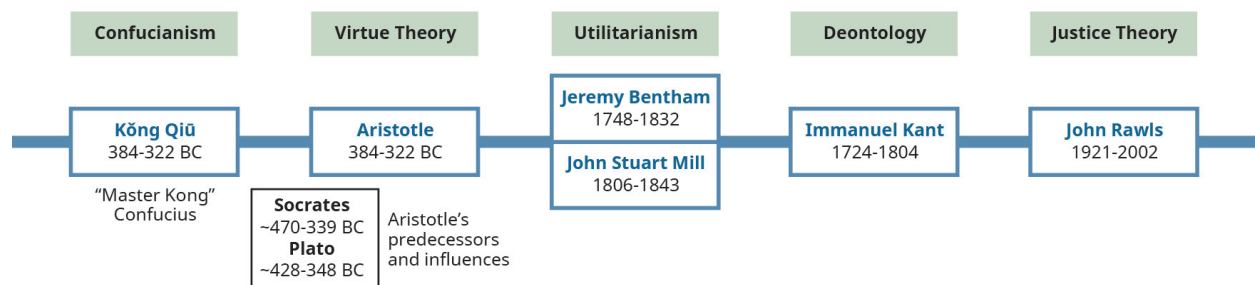 Confucianism
Virtue Theory
Utilitarianism
Deontology
Justice Theory
Kǒng Qiū
384-322 BC
“Master Kong”
Confucius
Aristotle
384-322 BC
Socrates
~470-339 BC
Plato
~428-348 BC
Aristotle’s
predecessors
and influences
Jeremy Bentham
1748-1832
John Stuart Mill
1806-1843
Immanuel Kant
1724-1804
John Rawls
1921-2002